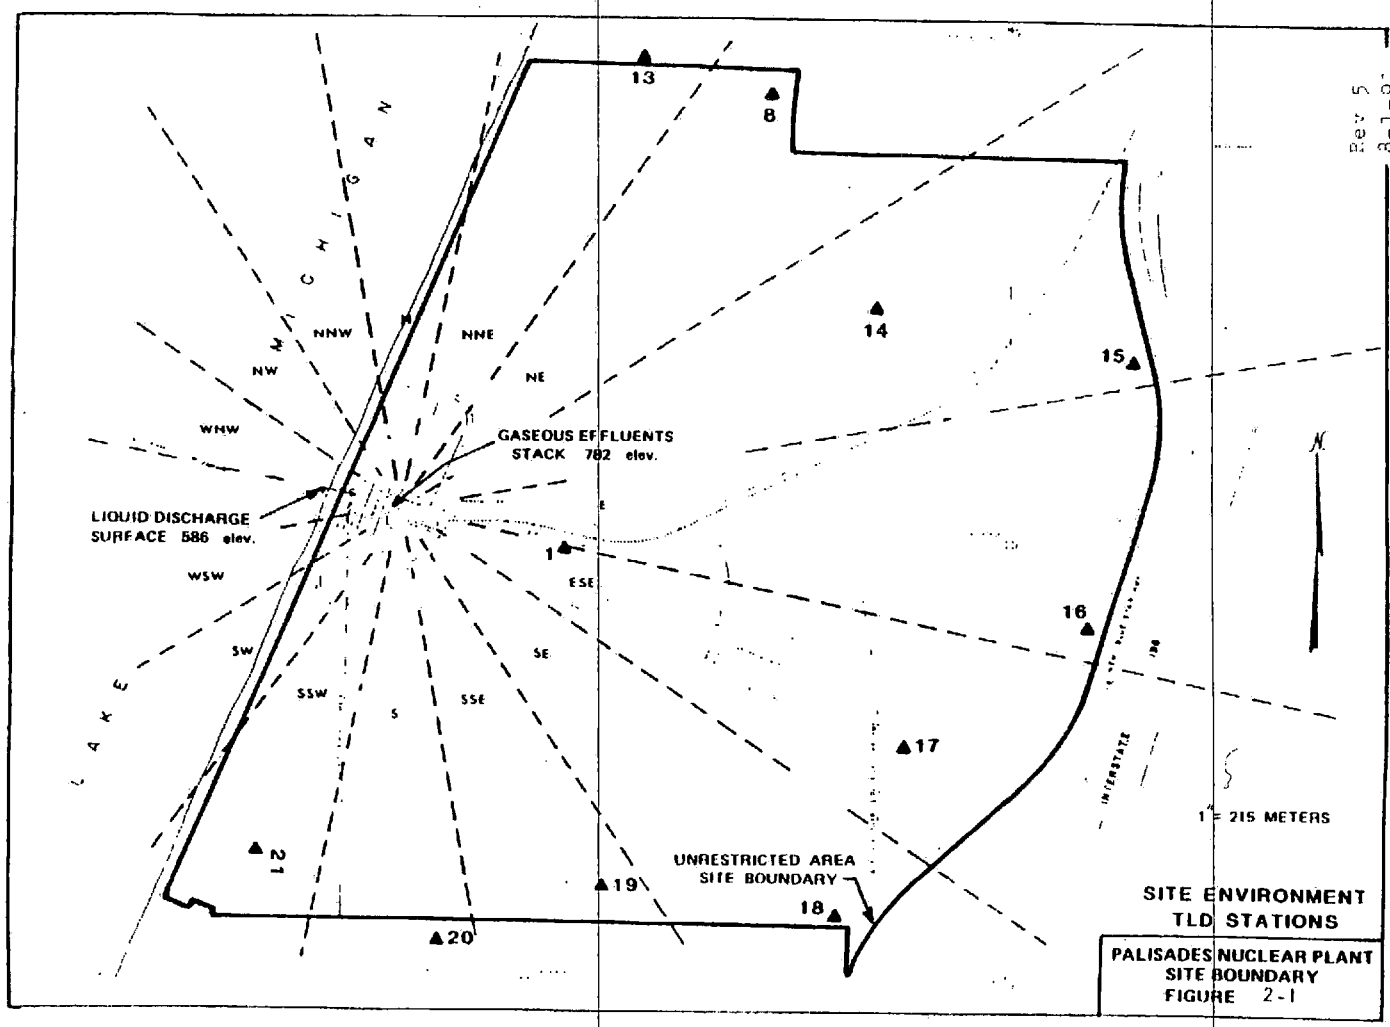 13
8
Rev 5
LAKE MICHIGAN
NNW
N
NNE
14
15
NW
NE
WNW
GASEOUS EFFLUENTS
STACK 782 elev.
N
LIQUID DISCHARGE
SURFACE 586 elev.
E
1
WSW
ESE
16
SW
SE
196
SSW
SSE
S
17
INTERSTATE
1" = 215 METERS
21
UNRESTRICTED AREA
SITE BOUNDARY
19
18
20
SITE ENVIRONMENT
TLD STATIONS
PALISADES NUCLEAR PLANT
SITE BOUNDARY
FIGURE 2-1